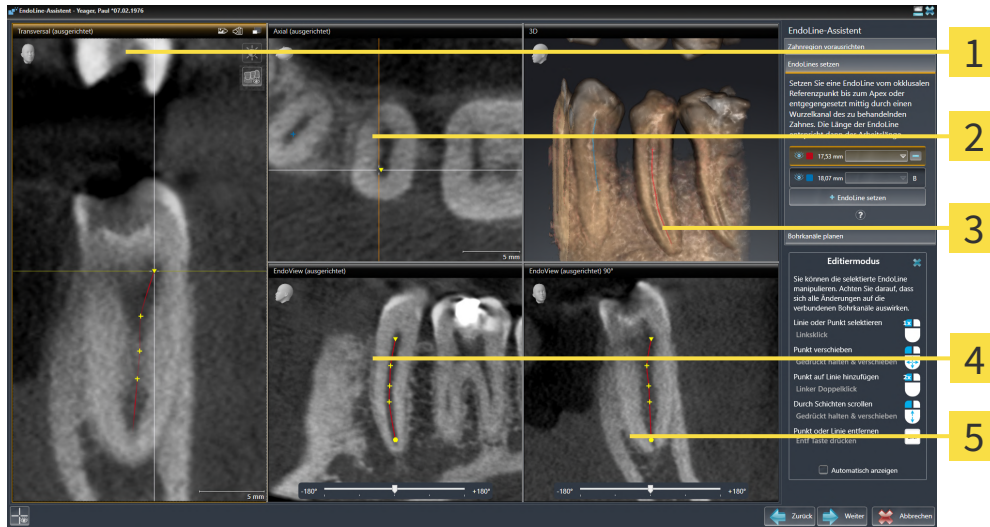 EndoLine-Assistent - Yeager, Paul *07.02.1976
Transversal (ausgerichtet)
5 mm
Axial (ausgerichtet)
5 mm
3D
EndoView (ausgerichtet)
-180°
+180°
EndoView (ausgerichtet) 90°
-180°
+180°
EndoLine-Assistent
Zahnregion vorausrichten
EndoLines setzen
Setzen Sie eine EndoLine vom okklusalen
Referenzpunkt bis zum Apex oder
entgegengesetzt mittig durch einen
Wurzelkanal des zu behandelnden
Zahnes. Die Länge der EndoLine
entspricht dann der Arbeitslänge.
17,53 mm
18,07 mm
B
+ EndoLine setzen
?
Bohrkanäle planen
Editiermodus
Sie können die selektierte EndoLine
manipulieren. Achten Sie darauf, dass
sich alle Änderungen auf die
verbundenen Bohrkanäle auswirken.
Linie oder Punkt selektieren
1x
Linksklick
Punkt verschieben
Gedrückt halten & verschieben
Punkt auf Linie hinzufügen
2x
Linker Doppelklick
Durch Schichten scrollen
Gedrückt halten & verschieben
Punkt oder Linie entfernen
Entf Taste drücken
Automatisch anzeigen
Zurück
Weiter
Abbrechen
1
2
3
4
5